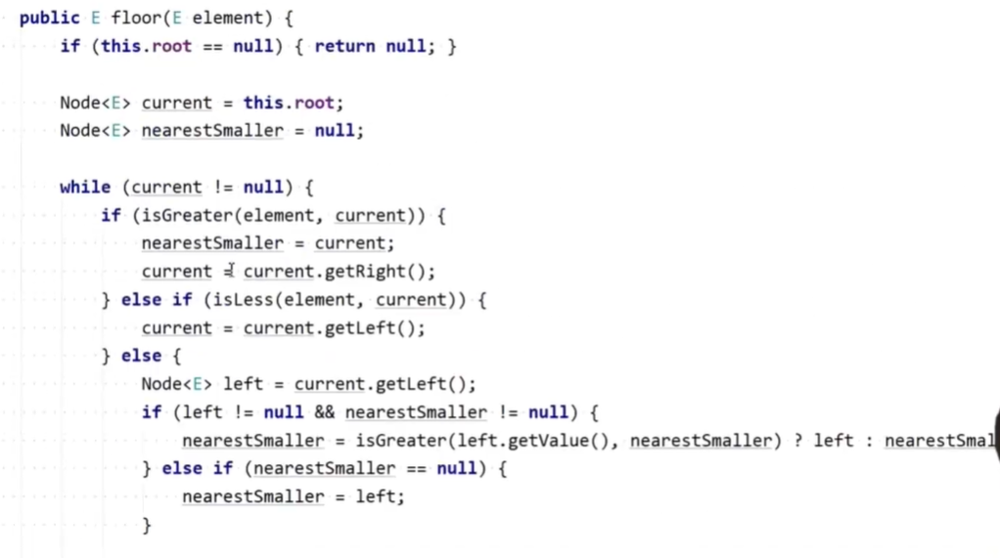 public E floor(E element) {
if (this.root == null) { return null; }
Node<E> current = this.root;
Node<E> nearestSmaller = null;
while (current != null) {
if (isGreater(element, current)) {
nearestSmaller = current;
current = current.getRight();
} else if (isLess(element, current)) {
current = current.getLeft();
} else {
Node<E> left = current.getLeft();
if (left != null && nearestSmaller != null) {
nearestSmaller = isGreater(left.getValue(), nearestSmaller) ? left : nearestSmal
} else if (nearestSmaller == null) {
nearestSmaller = left;
}